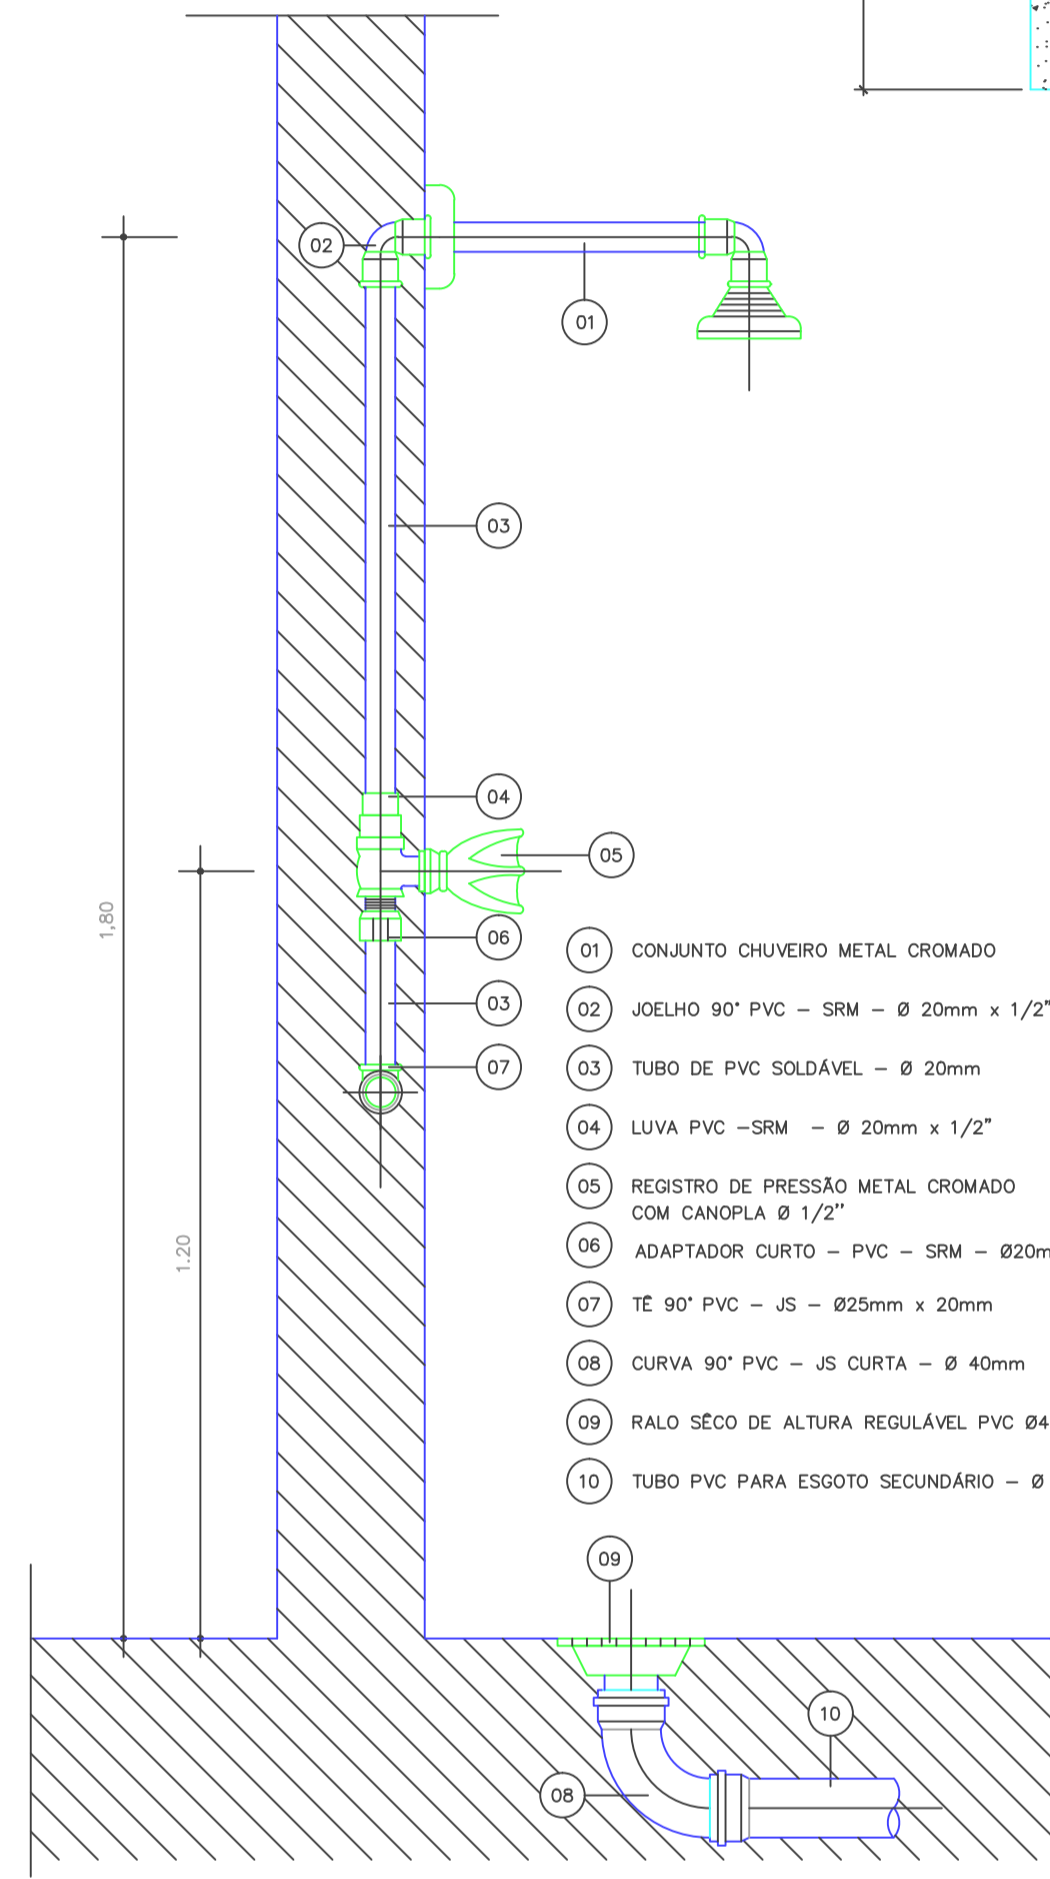 02
01
03
04
05
1,80
06
01 CONJUNTO CHUVEIRO METAL CROMADO
03
02 JOELHO 90° PVC – SRM – Ø 20mm x 1/2"
07
03 TUBO DE PVC SOLDÁVEL – Ø 20mm
04 LUVA PVC –SRM – Ø 20mm x 1/2"
05 REGISTRO DE PRESSÃO METAL CROMADO
COM CANOPLA Ø 1/2"
1.20
06 ADAPTADOR CURTO – PVC – SRM –
07 TÊ 90° PVC – JS – Ø25mm x 20mm
08 CURVA 90° PVC – JS CURTA – Ø 40mm
09 RALO SÊCO DE ALTURA REGULÁVEL PVC
10 TUBO PVC PARA ESGOTO SECUNDÁRIO – Ø
09
10
08